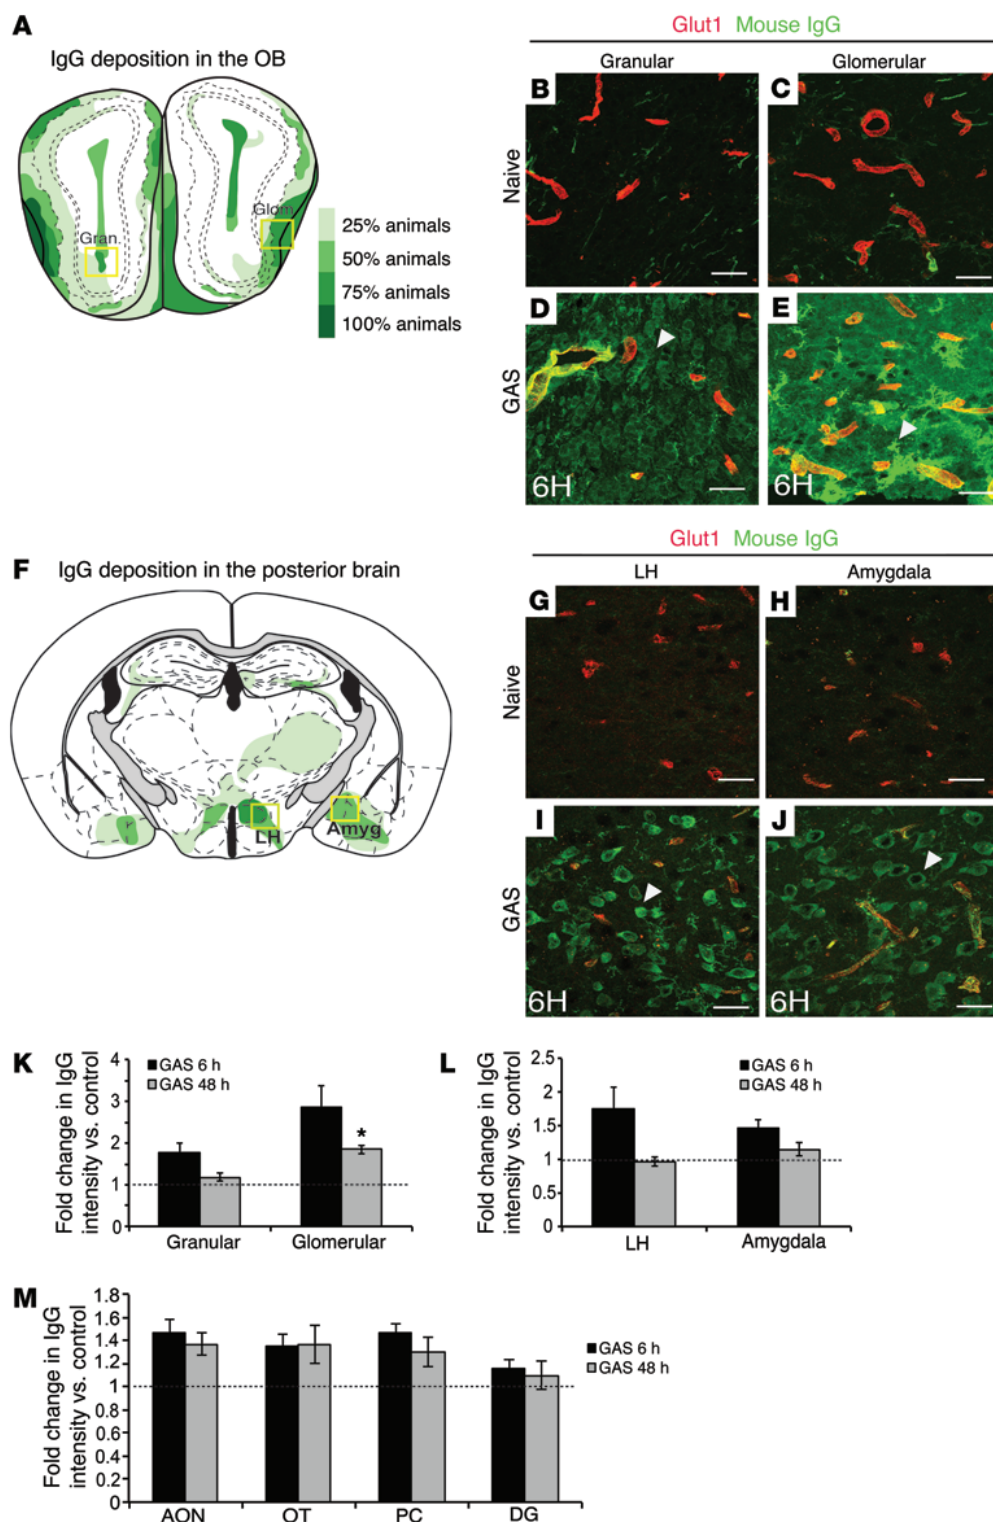 A
IgG deposition in the OB
Gran.
Glom.
25% animals
50% animals
75% animals
100% animals
Glut1 Mouse IgG
Granular Glomerular
Naive
B C
GAS
D E
6H 6H
F
IgG deposition in the posterior brain
LH
Amyg
Glut1 Mouse IgG
LH Amygdala
Naive
G H
GAS
I J
6H 6H
K
Fold change in IgG
intensity vs. control
4
3
2
1
0
GAS 6 h
GAS 48 h
*
Granular Glomerular
L
Fold change in IgG
intensity vs. control
2.5
2
1.5
1
0.5
0
GAS 6 h
GAS 48 h
LH Amygdala
M
Fold change in IgG
intensity vs. control
1.8
1.6
1.4
1.2
1
0.8
0.6
0.4
0.2
0
GAS 6 h
GAS 48 h
AON OT PC DG